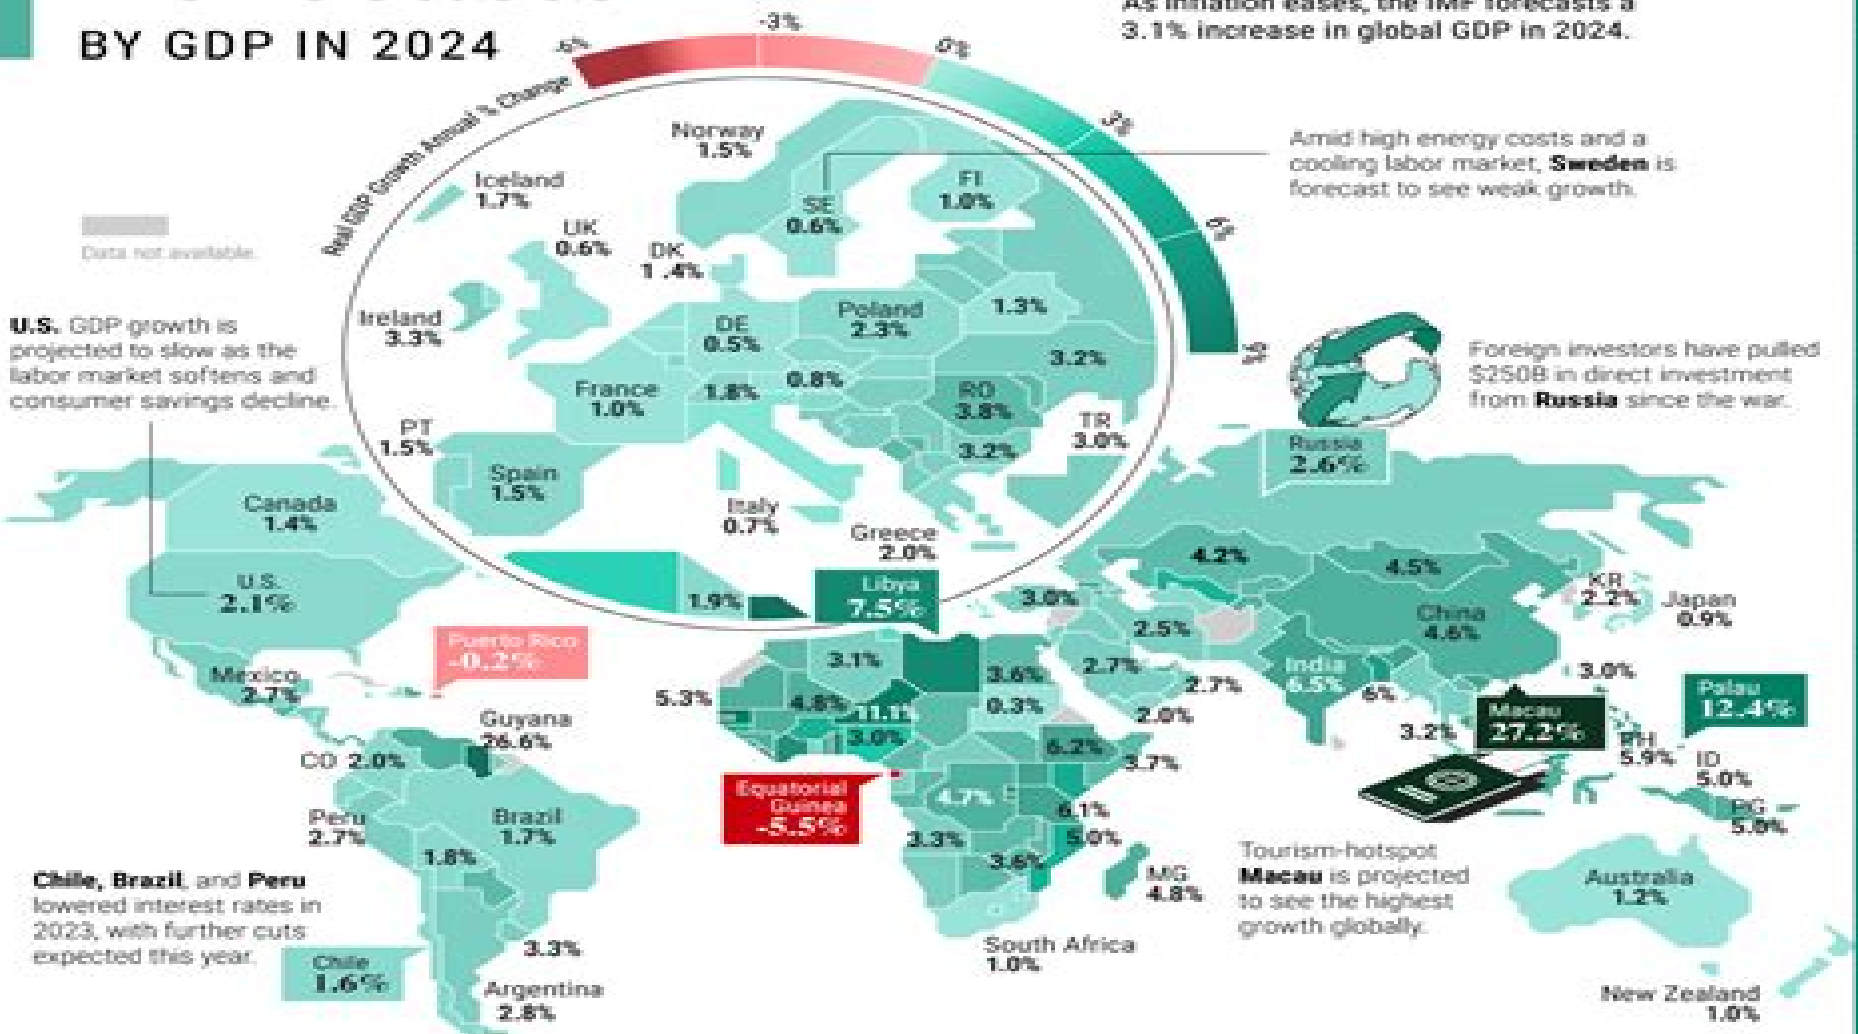 BY GDP IN 2024
As inflation eases, the IMF forecasts a
3.1% increase in global GDP in 2024.
-3%
0%
3%
6%
9%
Real GDP Growth Annual % Change
Data not available.
Amid high energy costs and a
cooling labor market, Sweden is
forecast to see weak growth.
Norway
1.5%
Iceland
1.7%
FI
1.0%
SE
0.6%
UK
0.6%
DK
1.4%
Ireland
3.3%
DE
0.5%
Poland
2.3%
1.3%
3.2%
France
1.0%
1.8%
0.8%
RO
3.8%
TR
3.0%
3.2%
PT
1.5%
Spain
1.5%
Italy
0.7%
Greece
2.0%
1.9%
Libya
7.5%
U.S. GDP growth is
projected to slow as the
labor market softens and
consumer savings decline.
Foreign investors have pulled
$250B in direct investment
from Russia since the war.
Russia
2.6%
Canada
1.4%
U.S.
2.1%
Puerto Rico
-0.2%
Mexico
2.7%
Guyana
26.6%
CO 2.0%
Peru
2.7%
Brazil
1.7%
1.8%
3.3%
Chile
1.6%
Argentina
2.8%
Chile, Brazil, and Peru
lowered interest rates in
2023, with further cuts
expected this year.
4.2%
4.5%
KR
2.2%
Japan
0.9%
China
4.6%
3.0%
2.5%
2.7%
2.7%
2.0%
India
6.5%
6%
3.0%
3.2%
Macau
27.2%
Palau
12.4%
PH
5.9%
ID
5.0%
PG
5.0%
3.1%
3.6%
5.3%
4.8%
11.1%
0.3%
3.0%
6.2%
3.7%
Equatorial
Guinea
-5.5%
4.7%
6.1%
3.3%
5.0%
3.6%
MG
4.8%
South Africa
1.0%
Tourism-hotspot
Macau is projected
to see the highest
growth globally.
Australia
1.2%
New Zealand
1.0%